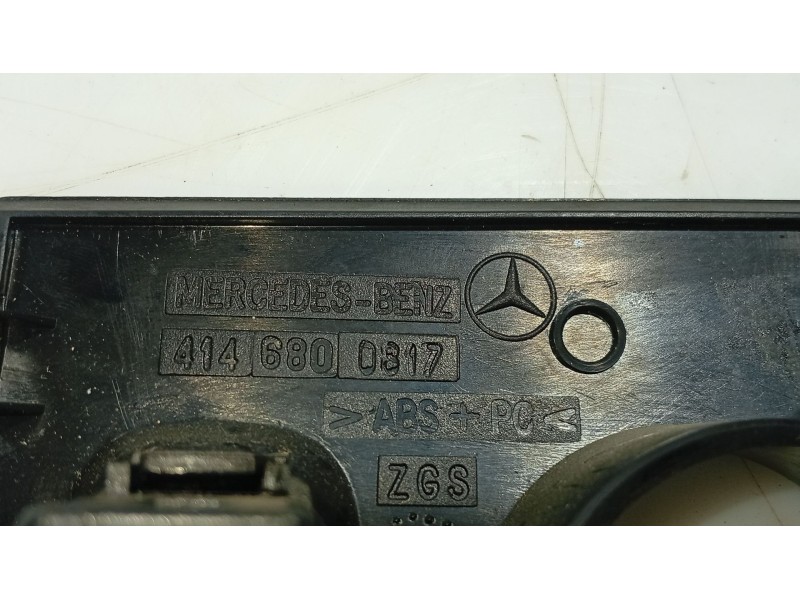 MERCEDES-BENZ
414 680 0817
>ABS+PC<
ZGS